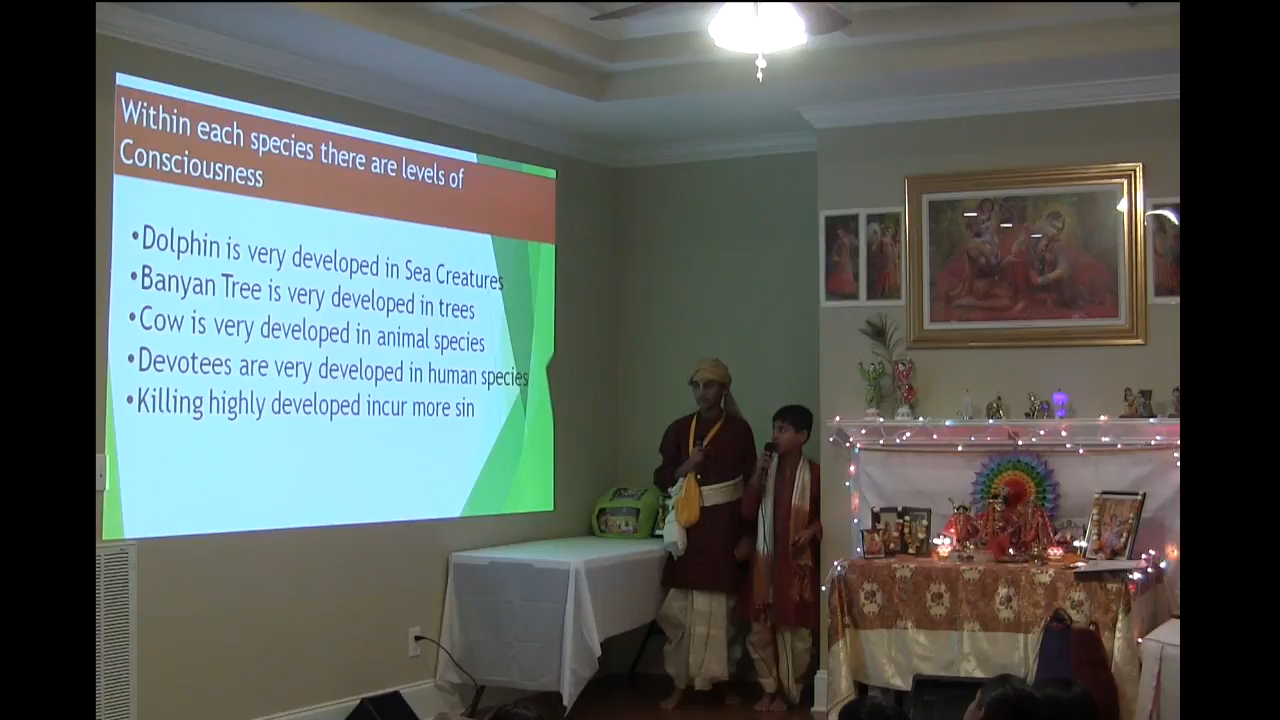 Within each species there are levels of
Consciousness
•Dolphin is very developed in Sea Creatures
•Banyan Tree is very developed in trees
•Cow is very developed in animal species
•Devotees are very developed in human species
•Killing highly developed incur more sin